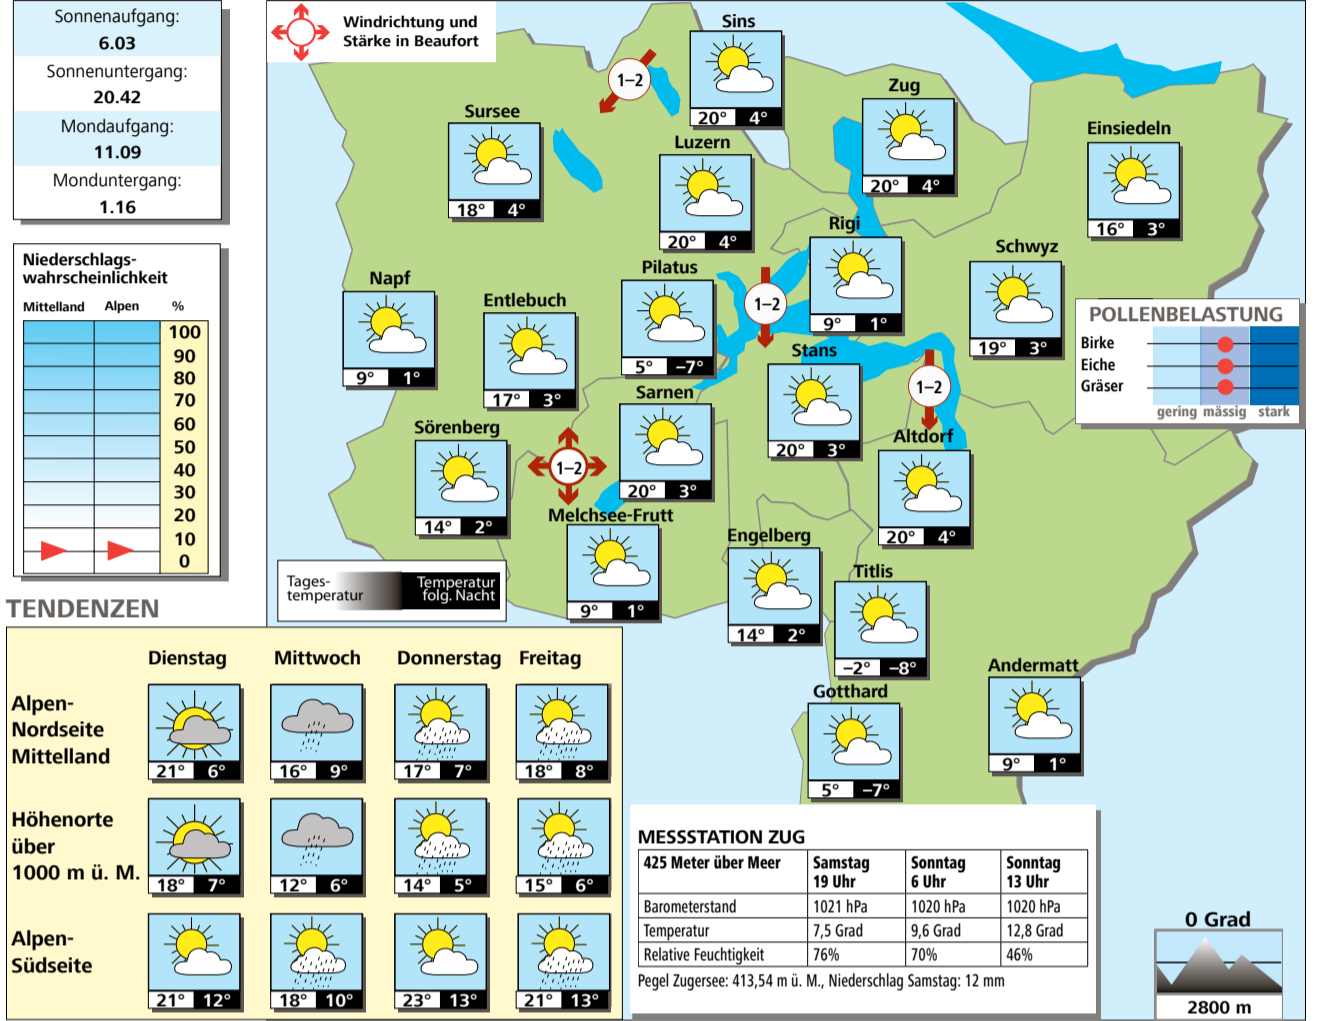 Sonnenaufgang:
6.03
Sonnenuntergang:
20.42
Mondaufgang:
11.09
Monduntergang:
1.16
Niederschlags-
wahrscheinlichkeit
Mittelland Alpen %
100
90
80
70
60
50
40
30
20
10
0
Windrichtung und
Stärke in Beaufort
Sins
20° 4°
1–2
Zug
20° 4°
Sursee
18° 4°
Luzern
20° 4°
Einsiedeln
16° 3°
Rigi
9° 1°
Schwyz
19° 3°
Napf
9° 1°
Entlebuch
17° 3°
Pilatus
5° –7°
1–2
Stans
20° 3°
1–2
POLLENBELASTUNG
Birke
Eiche
Gräser
gering mässig stark
Sarnen
20° 3°
Sörenberg
14° 2°
1–2
Altdorf
20° 4°
Melchsee-Frutt
9° 1°
Engelberg
14° 2°
Titlis
–2° –8°
Gotthard
5° –7°
Andermatt
9° 1°
Tages- Temperatur
temperatur folg. Nacht
TENDENZEN
Dienstag Mittwoch Donnerstag Freitag
Alpen-
Nordseite
Mittelland
21° 6° 16° 9° 17° 7° 18° 8°
Höhenorte
über
1000 m ü. M.
18° 7° 12° 6° 14° 5° 15° 6°
Alpen-
Südseite
21° 12° 18° 10° 23° 13° 21° 13°
MESSSTATION ZUG
425 Meter über Meer Samstag Sonntag Sonntag
19 Uhr 6 Uhr 13 Uhr
Barometerstand 1021 hPa 1020 hPa 1020 hPa
Temperatur 7,5 Grad 9,6 Grad 12,8 Grad
Relative Feuchtigkeit 76% 70% 46%
Pegel Zugersee: 413,54 m ü. M., Niederschlag Samstag: 12 mm
0 Grad
2800 m